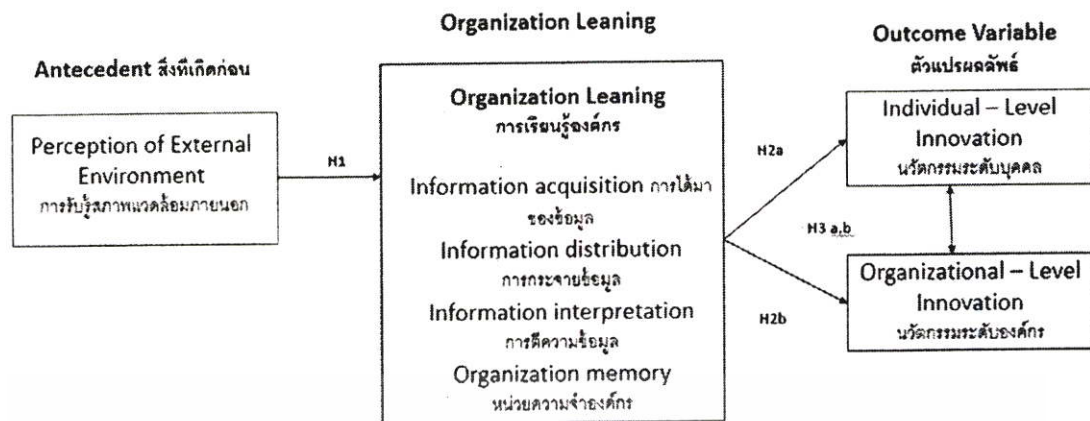 Antecedent สิ่งที่เกิดก่อน
Perception of External
Environment
การรับรู้สภาพแวดล้อมภายนอก
H1
Organization Leaning
Organization Leaning
การเรียนรู้องค์กร
Information acquisition การได้มา
ของข้อมูล
Information distribution
การกระจายข้อมูล
Information interpretation
การตีความข้อมูล
Organization memory
หน่วยความจำองค์กร
H2a
H3 a,b
H2b
Outcome Variable
ตัวแปรผลลัพธ์
Individual – Level
Innovation
นวัตกรรมระดับบุคคล
Organizational – Level
Innovation
นวัตกรรมระดับองค์กร